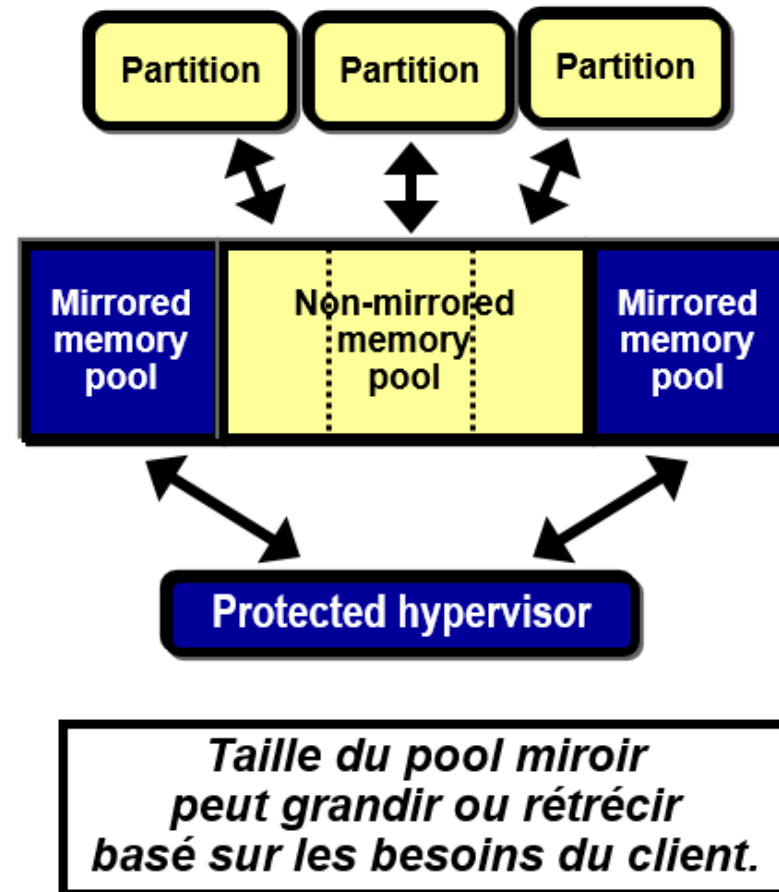 Partition
Partition
Partition
Mirrored
memory
pool
Non-mirrored
memory
pool
Mirrored
memory
pool
Protected hypervisor
Taille du pool miroir
peut grandir ou rétrécir
basé sur les besoins du client.